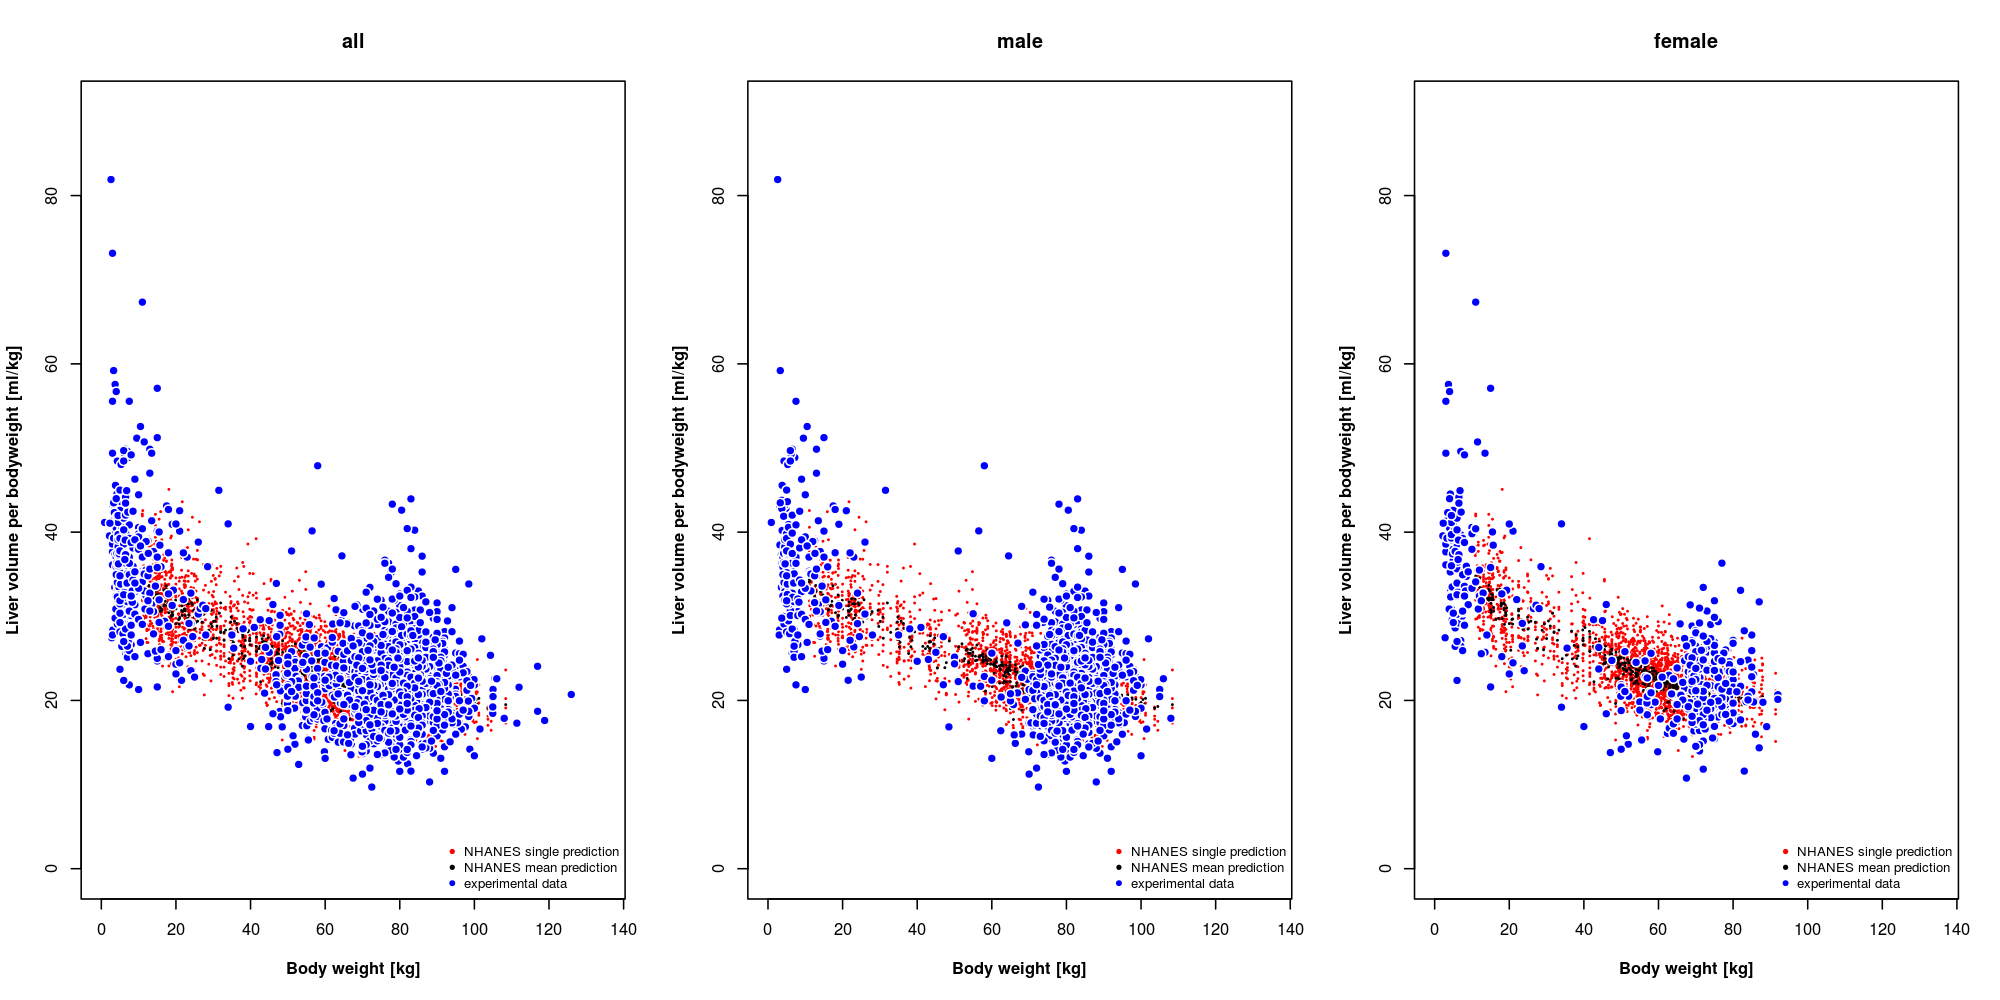 all
Liver volume per bodyweight [ml/kg]
80
60
40
20
0
NHANES single prediction
NHANES mean prediction
experimental data
0 20 40 60 80 100 120 140
Body weight [kg]
male
Liver volume per bodyweight [ml/kg]
80
60
40
20
0
NHANES single prediction
NHANES mean prediction
experimental data
0 20 40 60 80 100 120 140
Body weight [kg]
female
Liver volume per bodyweight [ml/kg]
80
60
40
20
0
NHANES single prediction
NHANES mean prediction
experimental data
0 20 40 60 80 100 120 140
Body weight [kg]